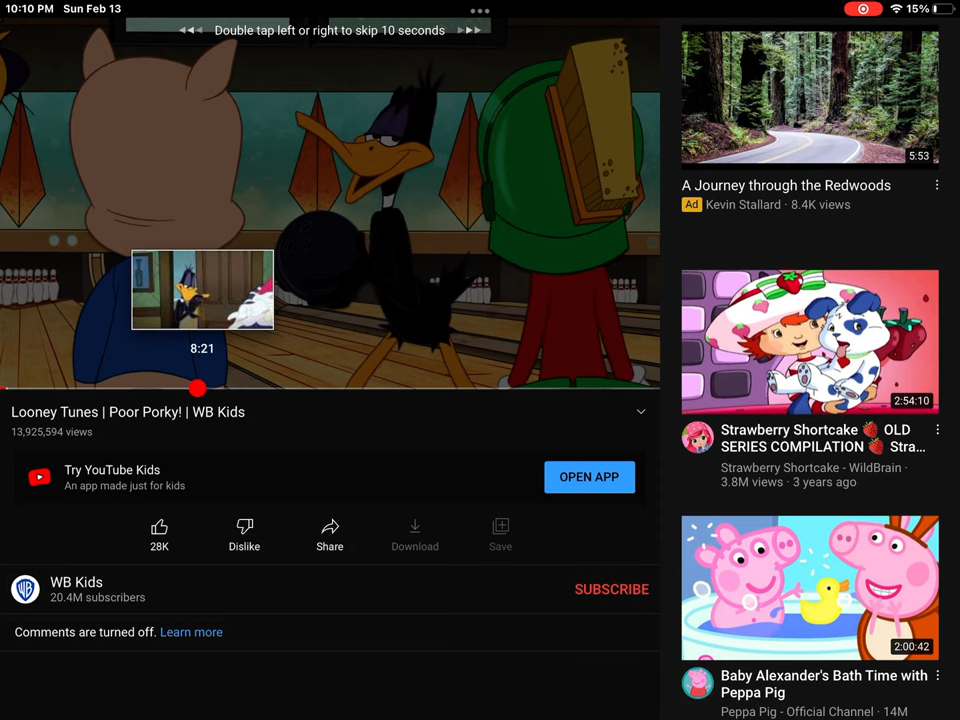 10:10 PM Sun Feb 13
15%
Double tap left or right to skip 10 seconds
8:21
Looney Tunes | Poor Porky! | WB Kids
13,925,594 views
Try YouTube Kids
An app made just for kids
OPEN APP
28K
Dislike
Share
Download
Save
WB
WB Kids
20.4M subscribers
SUBSCRIBE
Comments are turned off. Learn more
5:53
A Journey through the Redwoods
Ad Kevin Stallard · 8.4K views
2:54:10
Strawberry Shortcake 🍓 OLD
SERIES COMPILATION 🍓 Stra...
Strawberry Shortcake - WildBrain ·
3.8M views · 3 years ago
2:00:42
Baby Alexander's Bath Time with
Peppa Pig
Peppa Pig - Official Channel · 14M